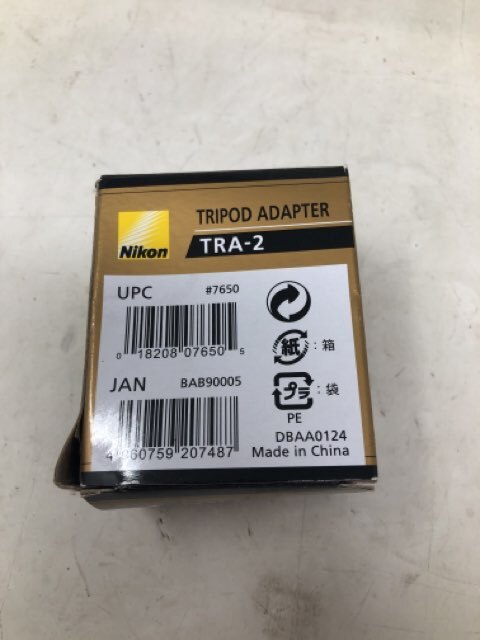 Nikon
TRIPOD ADAPTER
TRA-2
UPC #7650
0 18208 07650 5
JAN BAB90005
4 960759 207487
紙 : 箱
プラ : 袋
PE
DBAA0124
Made in China